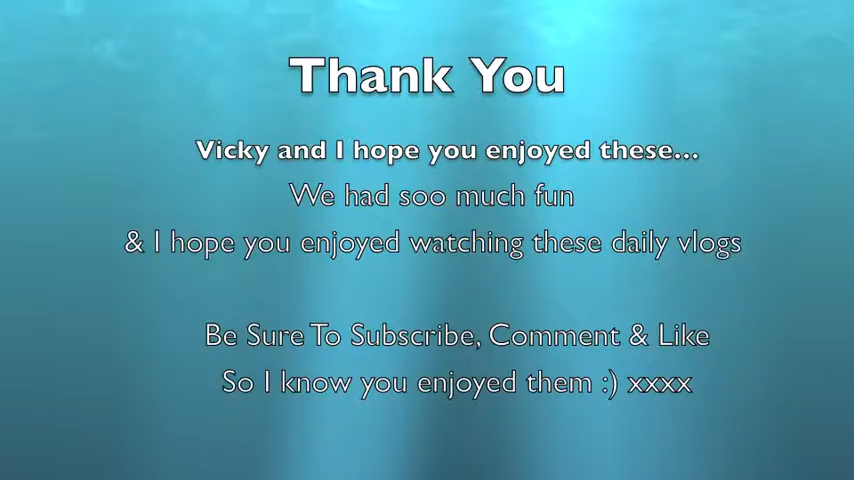 Thank You
Vicky and I hope you enjoyed these...
We had soo much fun
& I hope you enjoyed watching these daily vlogs
Be Sure To Subscribe, Comment & Like
So I know you enjoyed them :) xxxx